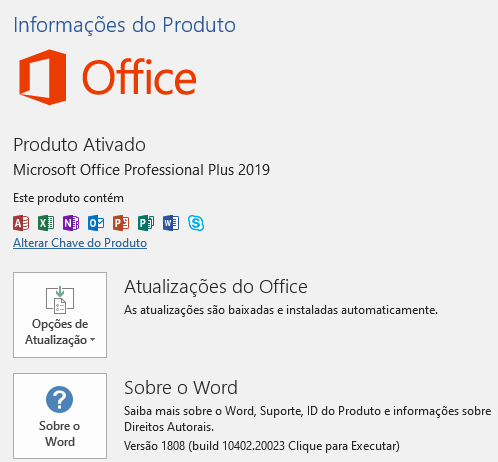 Informações do Produto
Office
Produto Ativado
Microsoft Office Professional Plus 2019
Este produto contém
A X N O P P W S
Alterar Chave do Produto
Opções de
Atualização
Atualizações do Office
As atualizações são baixadas e instaladas automaticamente.
?
Sobre o
Word
Sobre o Word
Saiba mais sobre o Word, Suporte, ID do Produto e informações sobre
Direitos Autorais.
Versão 1808 (build 10402.20023 Clique para Executar)